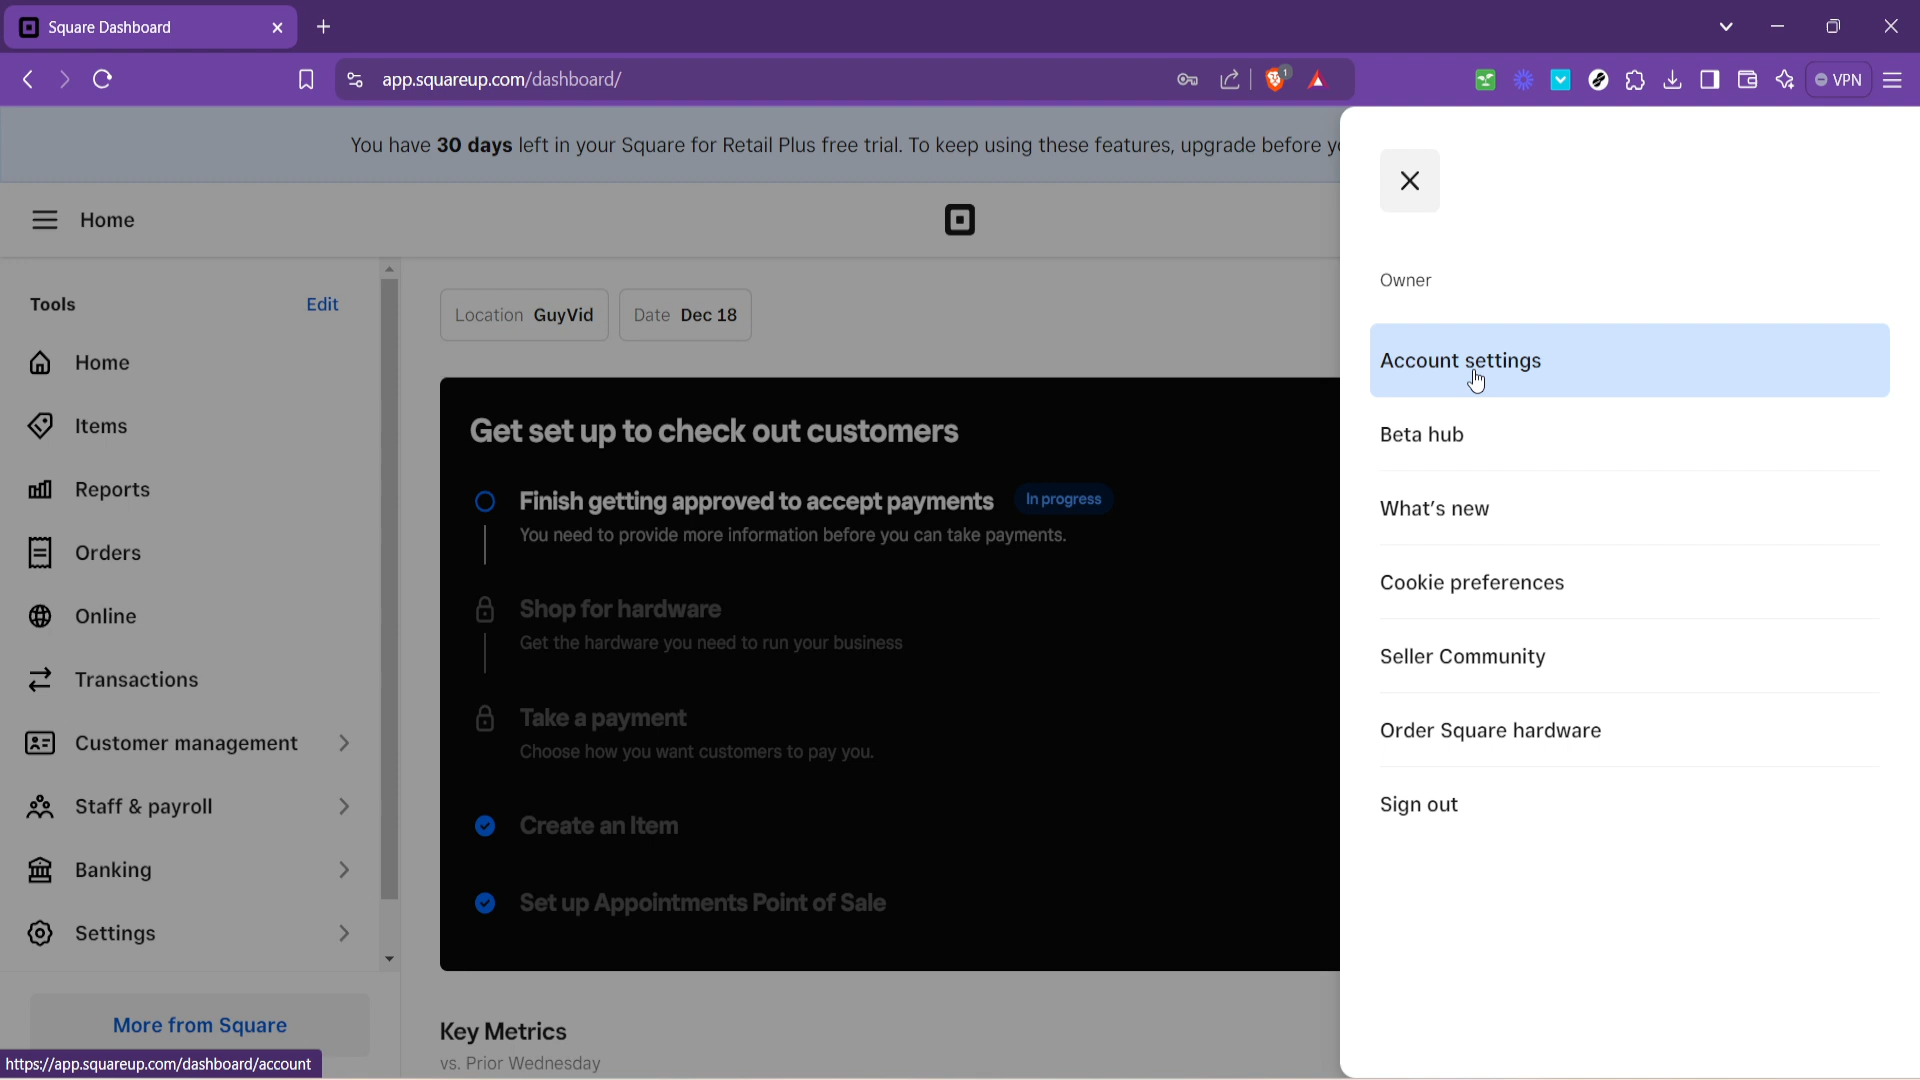 Square Dashboard
app.squareup.com/dashboard/
1
VPN
You have 30 days left in your Square for Retail Plus free trial. To keep using these features, upgrade before
Home
Tools
Edit
Home
Items
Reports
Orders
Online
Transactions
Customer management
Staff & payroll
Banking
Settings
More from Square
https://app.squareup.com/dashboard/account
Location GuyVid
Date Dec 18
Get set up to check out customers
Finish getting approved to accept payments In progress
You need to provide more information before you can take payments.
Shop for hardware
Get the hardware you need to run your business
Take a payment
Choose how you want customers to pay you.
Create an Item
Set up Appointments Point of Sale
Key Metrics
vs. Prior Wednesday
Owner
Account settings
Beta hub
What's new
Cookie preferences
Seller Community
Order Square hardware
Sign out